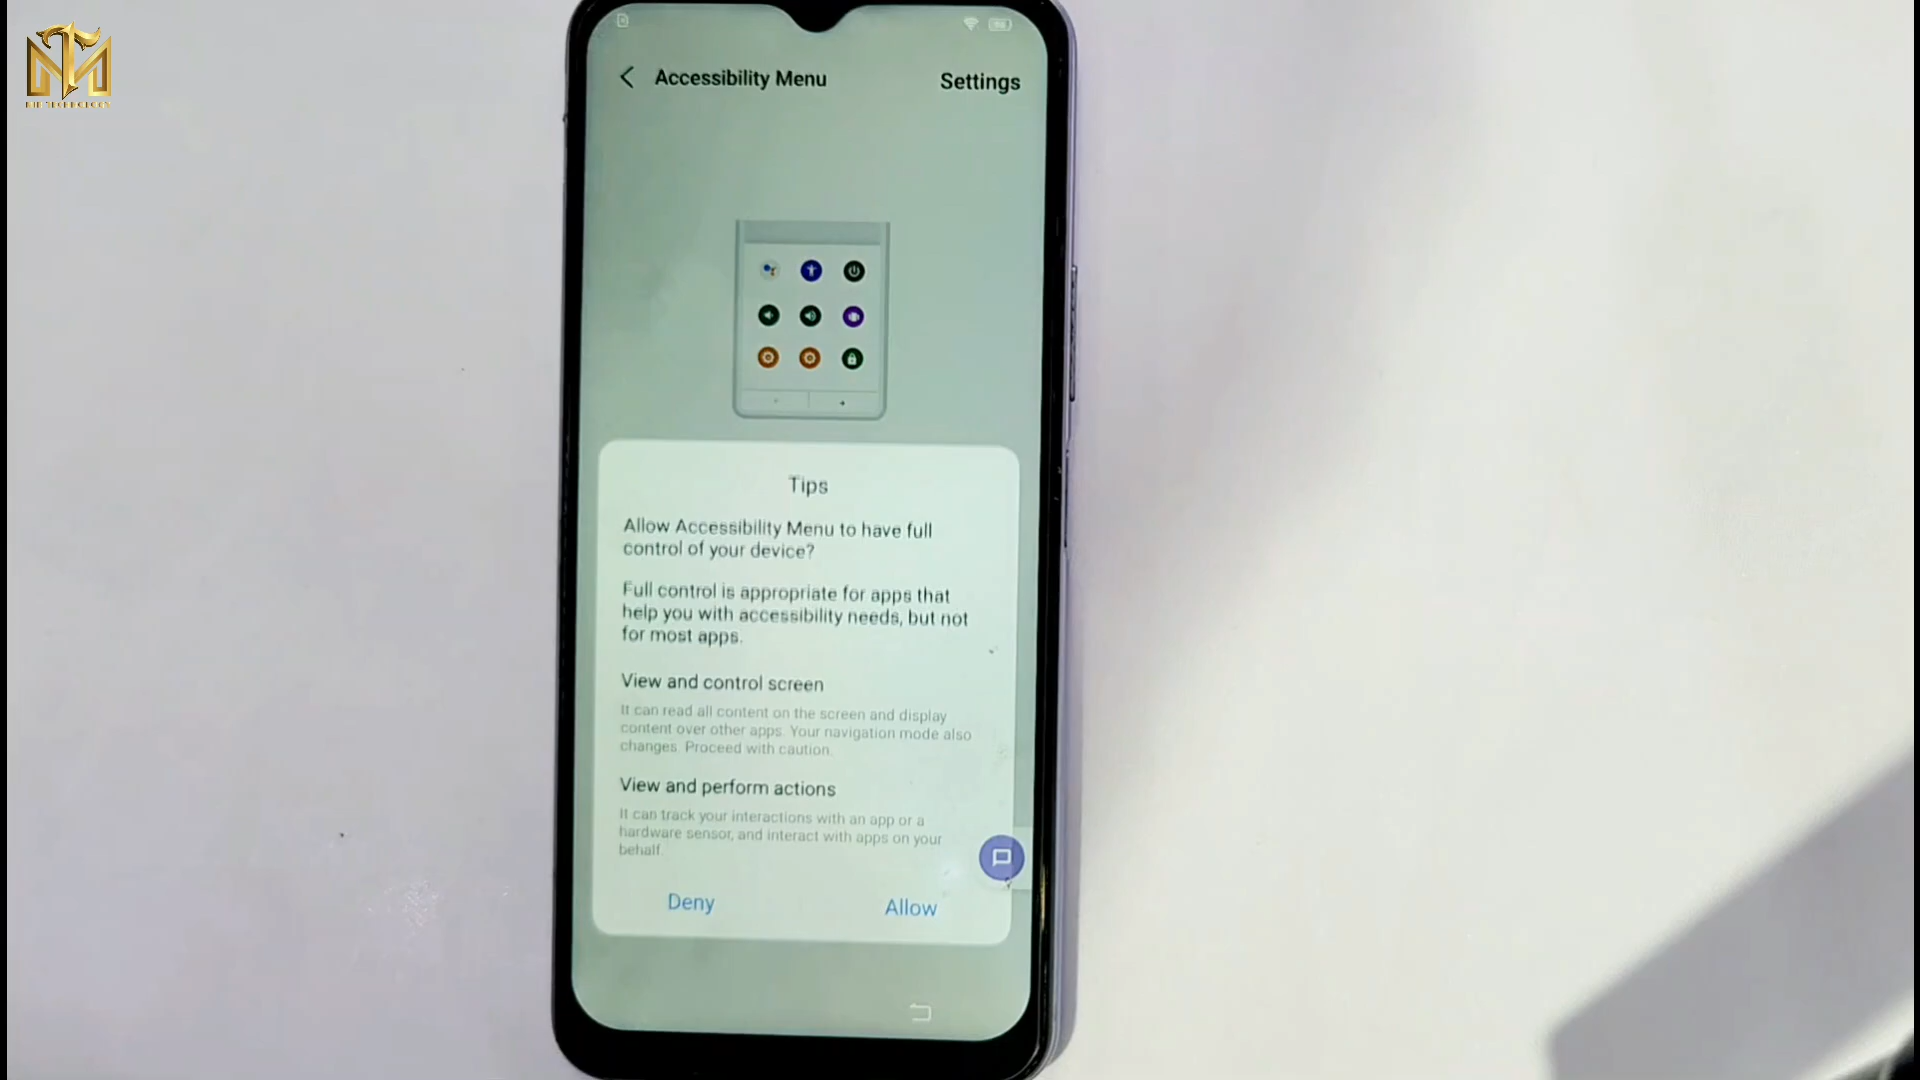 Accessibility Menu
Settings
Tips
Allow Accessibility Menu to have full
control of your device?
Full control is appropriate for apps that
help you with accessibility needs, but not
for most apps.
View and control screen
It can read all content on the screen and display
content over other apps. Your navigation mode also
changes. Proceed with caution.
View and perform actions
It can track your interactions with an app or a
hardware sensor, and interact with apps on your
behalf.
Deny
Allow